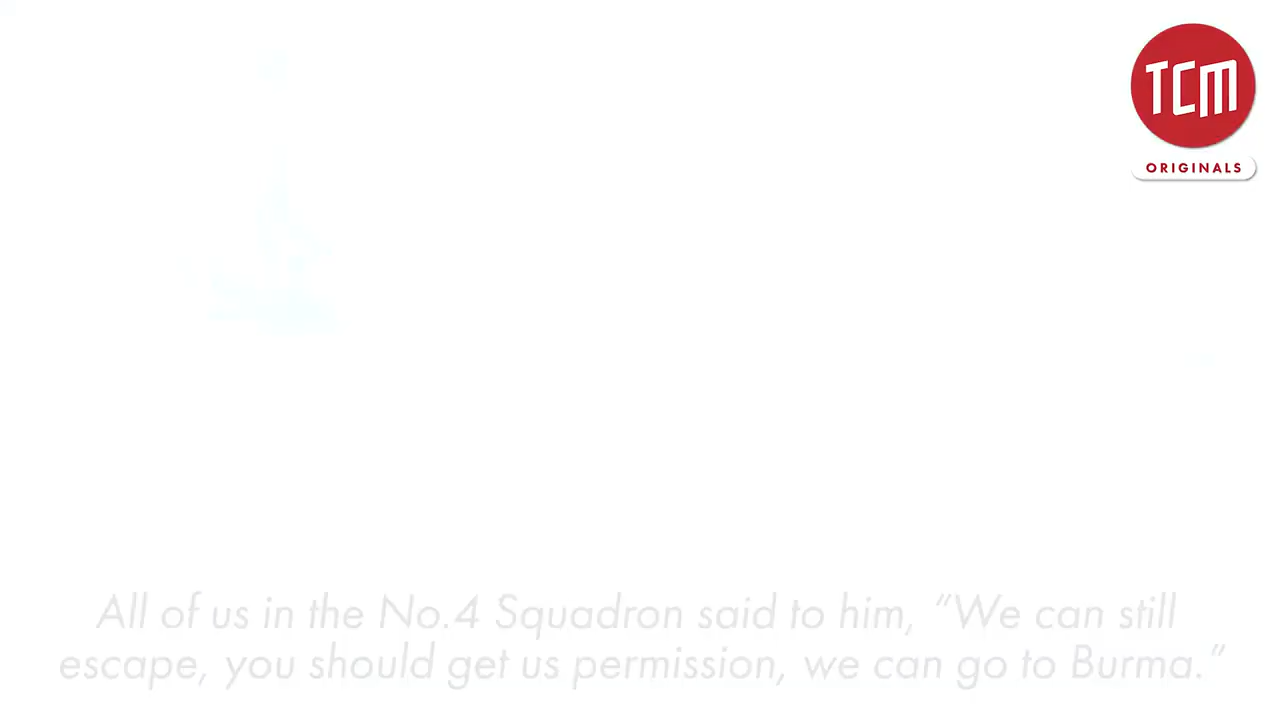 TCM
ORIGINALS
All of us in the No.4 Squadron said to him, “We can still
escape, you should get us permission, we can go to Burma.”